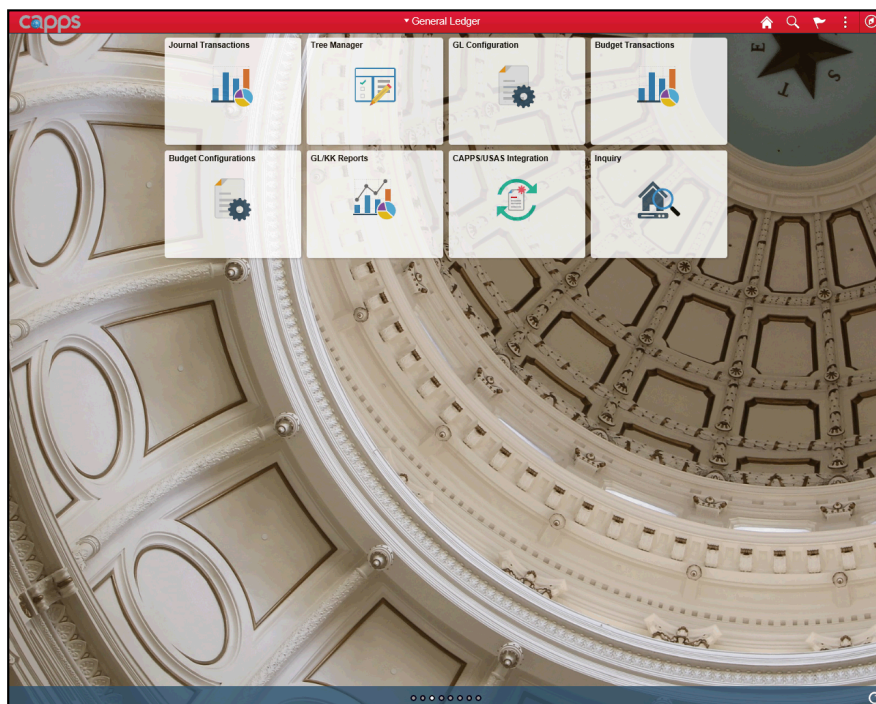 capps
General Ledger
Journal Transactions
Tree Manager
GL Configuration
Budget Transactions
Budget Configurations
GL/KK Reports
CAPPS/USAS Integration
Inquiry
E
T
S